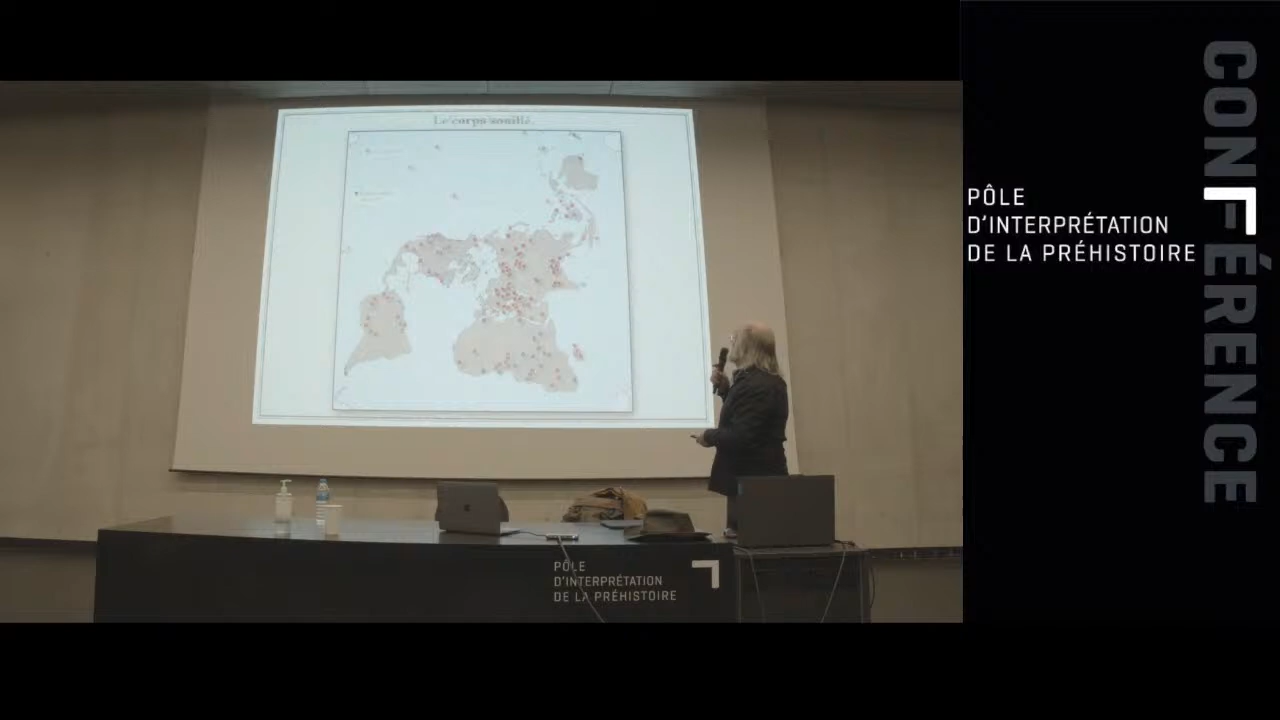 Le corps souillé
PÔLE
D'INTERPRÉTATION
DE LA PRÉHISTOIRE
CONFÉRENCE
PÔLE
D'INTERPRÉTATION
DE LA PRÉHISTOIRE